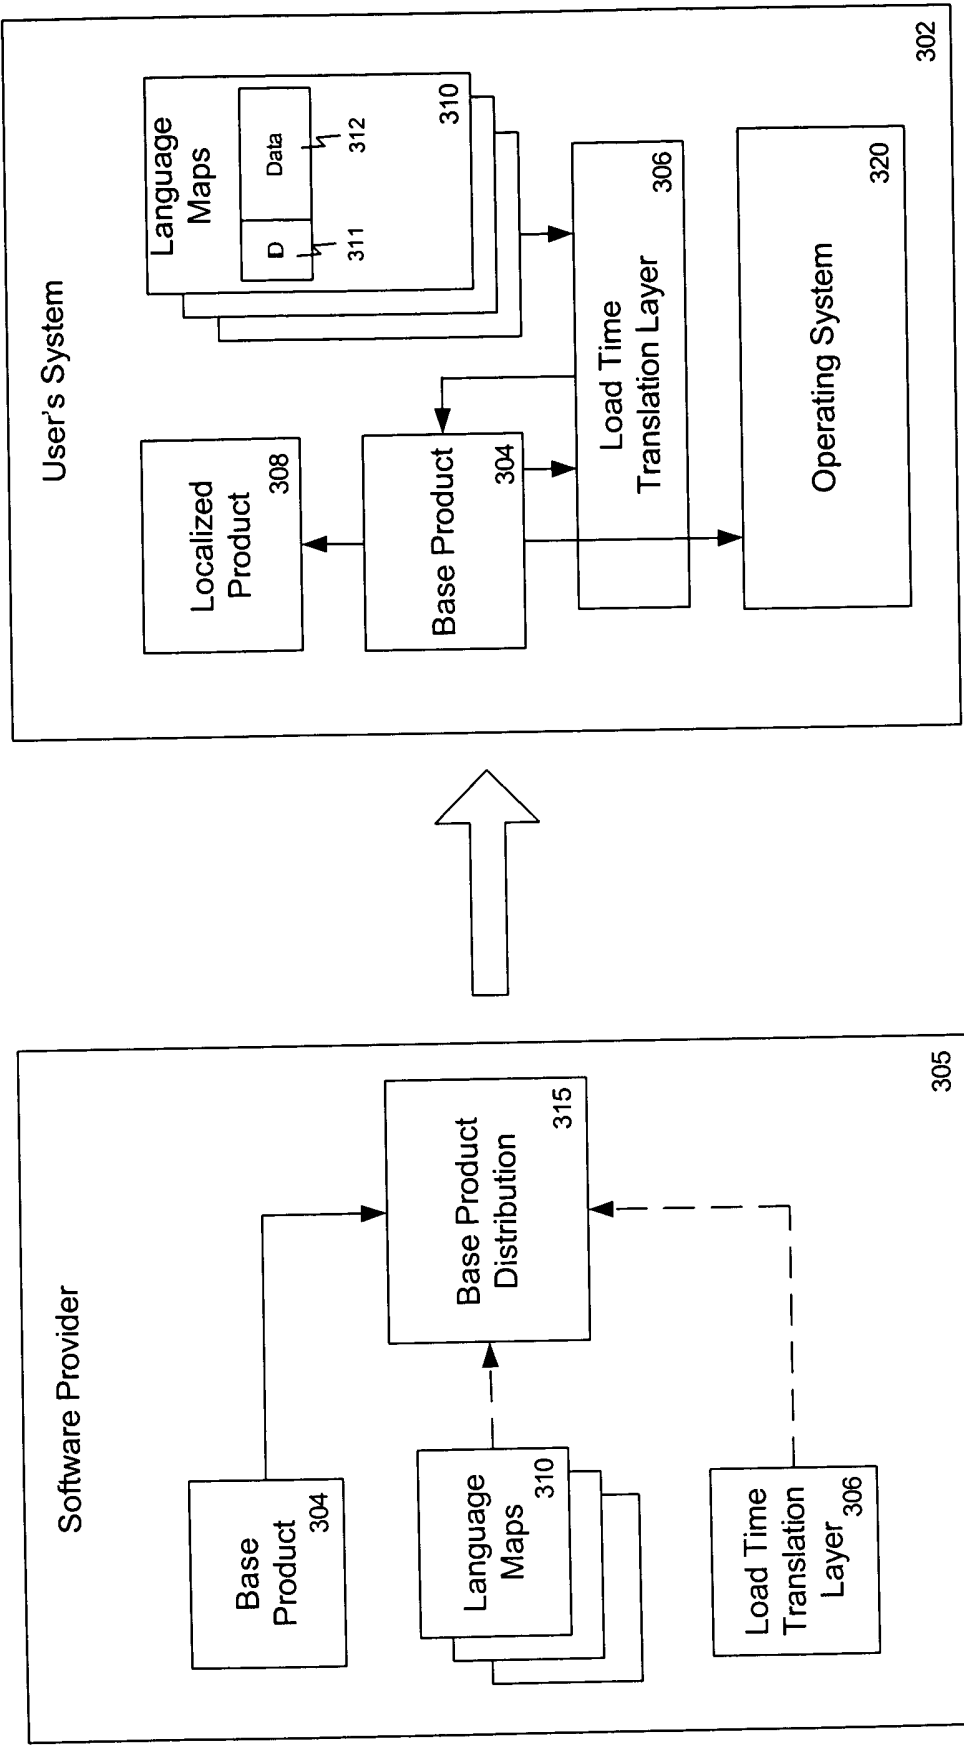 Software Provider
Base
Product
304
Language
Maps
310
Load Time
Translation
Layer
306
Base Product
Distribution
315
305
User's System
Localized
Product
308
Language
Maps
ID
Data
311
312
310
Base Product
304
Load Time
Translation Layer
306
Operating System
320
302